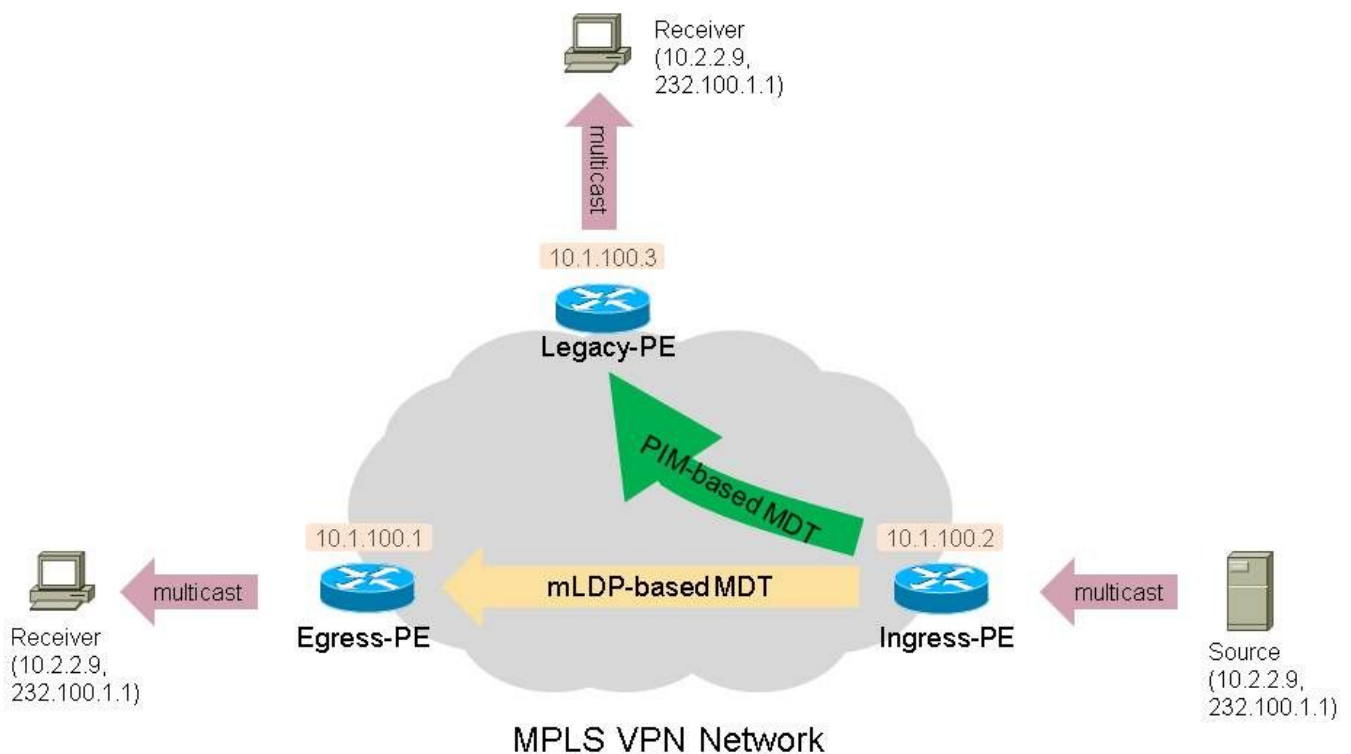 Receiver
(10.2.2.9,
232.100.1.1)
multicast
10.1.100.3
Legacy-PE
PIM-based MDT
10.1.100.1
10.1.100.2
multicast
mLDP-based MDT
multicast
Egress-PE
Ingress-PE
Receiver
(10.2.2.9,
232.100.1.1)
Source
(10.2.2.9,
232.100.1.1)
MPLS VPN Network